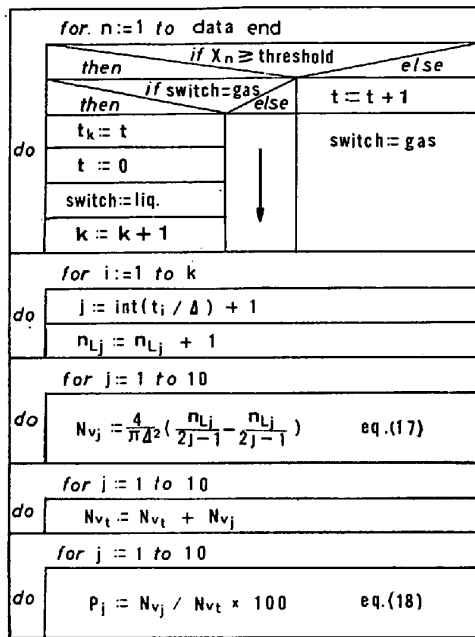 for n:=1 to data end
if Xn ≥ threshold
then
else
if switch=gas
then
else
t := t + 1
do
tk := t
t := 0
switch:=liq.
k := k + 1
switch:= gas
for i:=1 to k
do
j := int(ti / Δ) + 1
nLj := nLj + 1
for j := 1 to 10
do
Nvj := 4/πΔ² ( nLj/2j-1 - nLj/2j-1 ) eq.(17)
for j := 1 to 10
do
Nvt := Nvt + Nvj
for j := 1 to 10
do
Pj := Nvj / Nvt × 100 eq.(18)